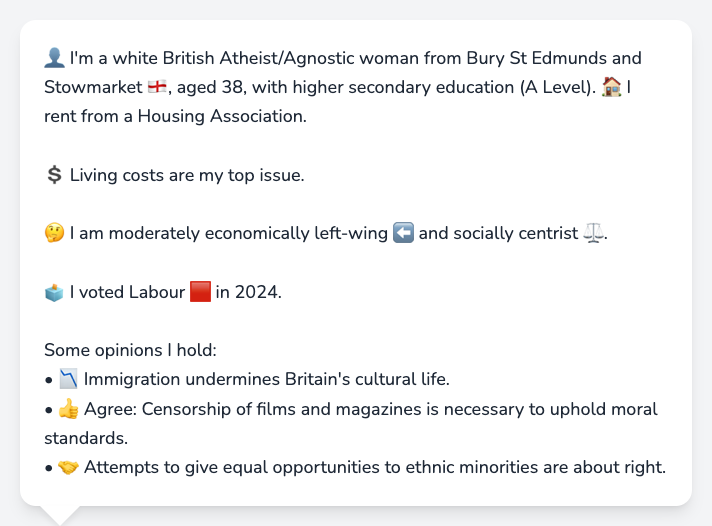 👤 I'm a white British Atheist/Agnostic woman from Bury St Edmunds and
Stowmarket 🏴󠁧󠁢󠁥󠁮󠁧󠁿, aged 38, with higher secondary education (A Level). 🏠 I
rent from a Housing Association.
💲 Living costs are my top issue.
🤔 I am moderately economically left-wing ⬅️ and socially centrist ⚖️.
🗳️ I voted Labour 🟥 in 2024.
Some opinions I hold:
• 📉 Immigration undermines Britain's cultural life.
• 👍 Agree: Censorship of films and magazines is necessary to uphold moral
standards.
• 🤝 Attempts to give equal opportunities to ethnic minorities are about right.